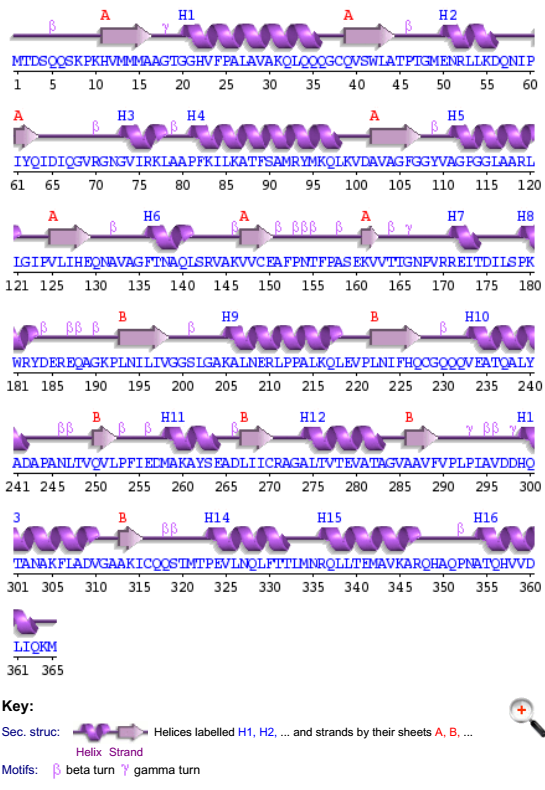 A H1 A H2
β γ β
MTDSQQSKPKHVMMMAAGTGGHVFPALAVAKQLQQQGCQVSWLATPTGMENRLLKDQNIP
1 5 10 15 20 25 30 35 40 45 50 55 60
A H3 H4 A H5
β β β
IYQIDIQGVRGNGVIRKLAAPFKILKATFSAMRYMKQLKVDAVAGFGGYVAGPGGLAARL
61 65 70 75 80 85 90 95 100 105 110 115 120
A H6 A A H7 H8
β β β βββ β β γ
LGIPVLIHEQNAVAGFTNAQLSRVAKVVCEAFPNTFPASEKVVTTGNPVRREITDILSPK
121 125 130 135 140 145 150 155 160 165 170 175 180
B H9 B H10
β ββ β β β
WRYDEREQAGKPLNILIVGGSLGAKALNERLPPALKQLEVPLNIFHQCGQQQVEATQALY
181 185 190 195 200 205 210 215 220 225 230 235 240
B H11 B H12 B H1
ββ β β β β ββ β
ADAPANLTVQVLPFIEDMAKAYSEADLIICRAGALTVTEVATAGVAAVFVPLPIAVDDHQ
241 245 250 255 260 265 270 275 280 285 290 295 300
3 B H14 H15 H16
ββ β
TANAKFLADVGAAKICQQSTMTPEVLNQLFTTLMNRQLLTEMAVKARQHAQPNATQHVVD
301 305 310 315 320 325 330 335 340 345 350 355 360
LIQKM
361 365
Key:
Sec. struc: Helices labelled H1, H2, ... and strands by their sheets A, B, ...
Helix Strand
Motifs: β beta turn γ gamma turn